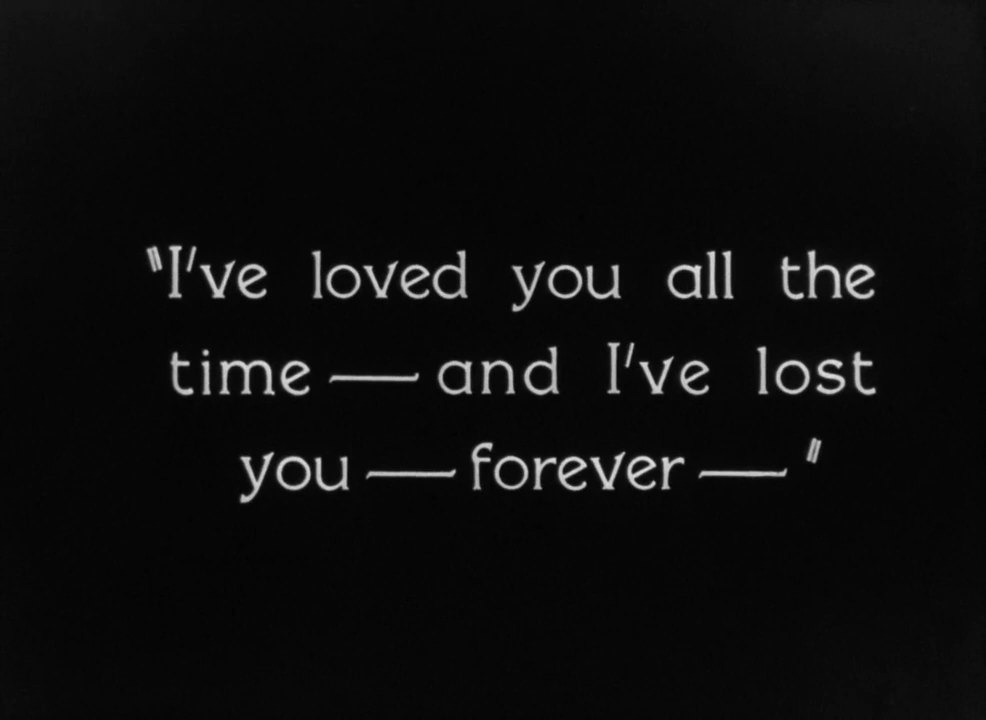 "I've loved you all the
time — and I've lost
you — forever — "